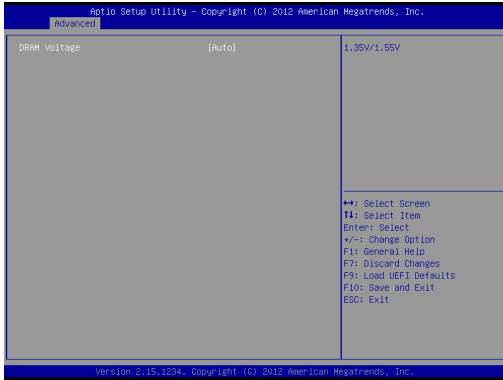 Aptio Setup Utility – Copyright (C) 2012 American Megatrends, Inc.
Advanced
DRAM Voltage [Auto]
1.35V/1.55V
↔: Select Screen
↑↓: Select Item
Enter: Select
+/-: Change Option
F1: General Help
F7: Discard Changes
F9: Load UEFI Defaults
F10: Save and Exit
ESC: Exit
Version 2.15.1234. Copyright (C) 2012 American Megatrends, Inc.